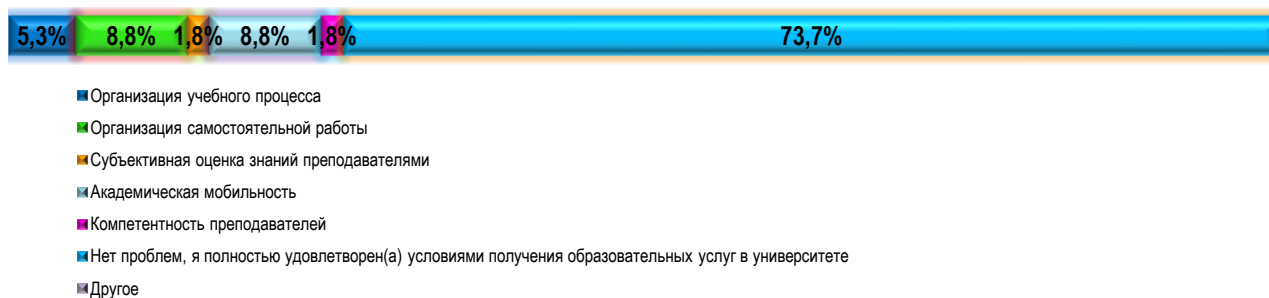 5,3% 8,8% 1,8% 8,8% 1,8% 73,7%
Организация учебного процесса
Организация самостоятельной работы
Субъективная оценка знаний преподавателями
Академическая мобильность
Компетентность преподавателей
Нет проблем, я полностью удовлетворен(а) условиями получения образовательных услуг в университете
Другое